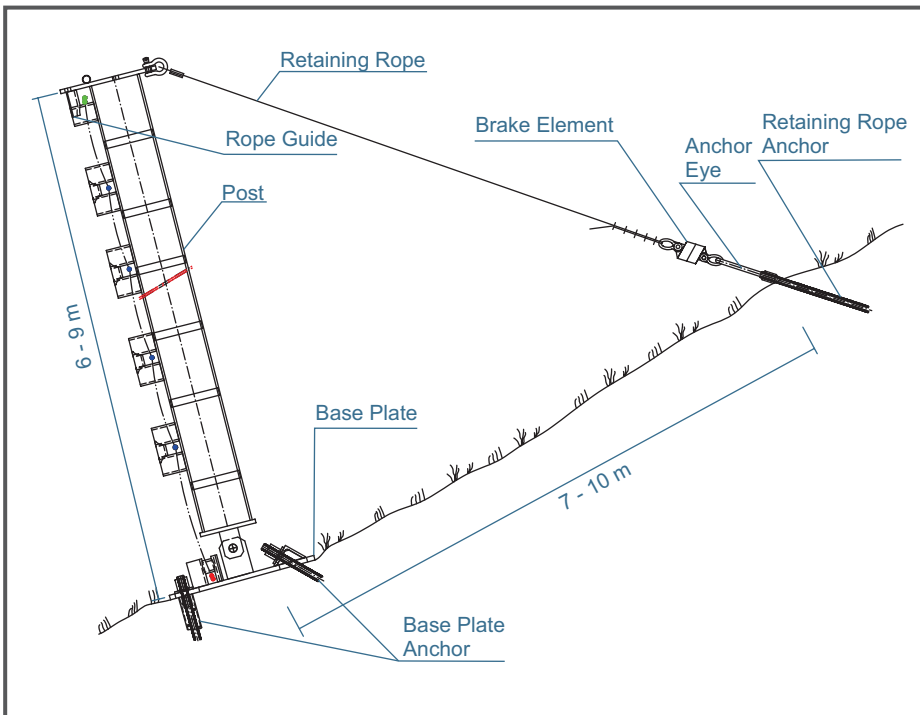 Retaining Rope
Brake Element
Retaining Rope
Anchor
Anchor
Eye
Rope Guide
Post
6 - 9 m
Base Plate
7 - 10 m
Base Plate
Anchor